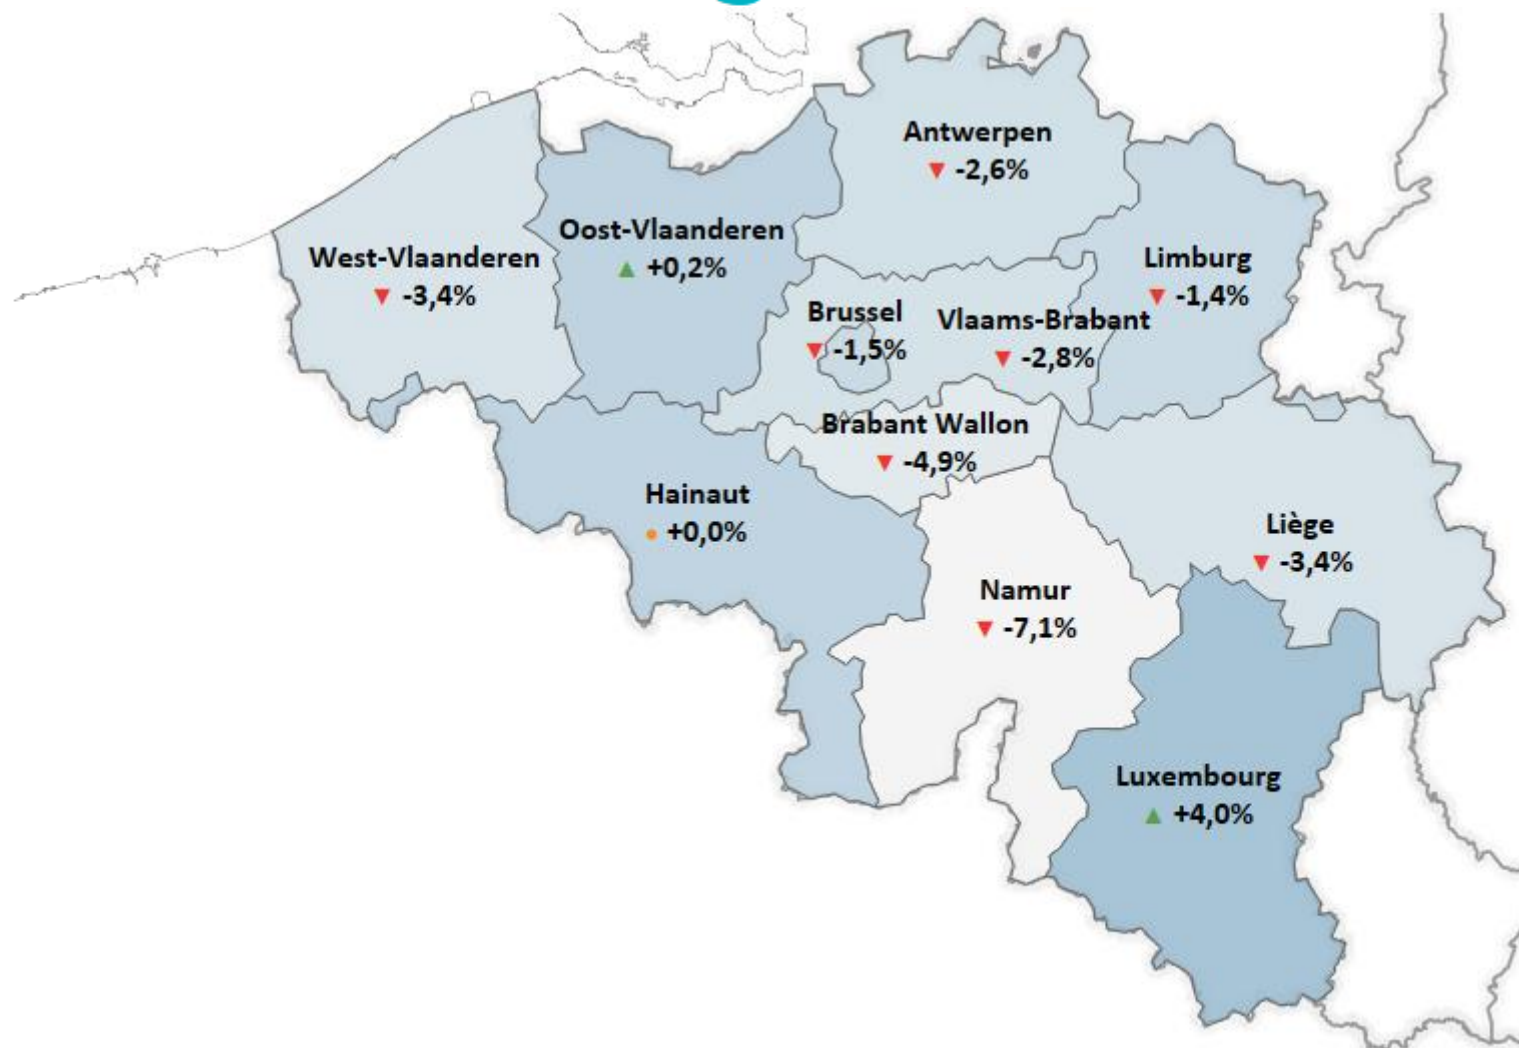 Antwerpen
▼ -2,6%
Oost-Vlaanderen
▲ +0,2%
West-Vlaanderen
▼ -3,4%
Limburg
▼ -1,4%
Brussel
▼ -1,5%
Vlaams-Brabant
▼ -2,8%
Brabant Wallon
▼ -4,9%
Hainaut
● +0,0%
Liège
▼ -3,4%
Namur
▼ -7,1%
Luxembourg
▲ +4,0%